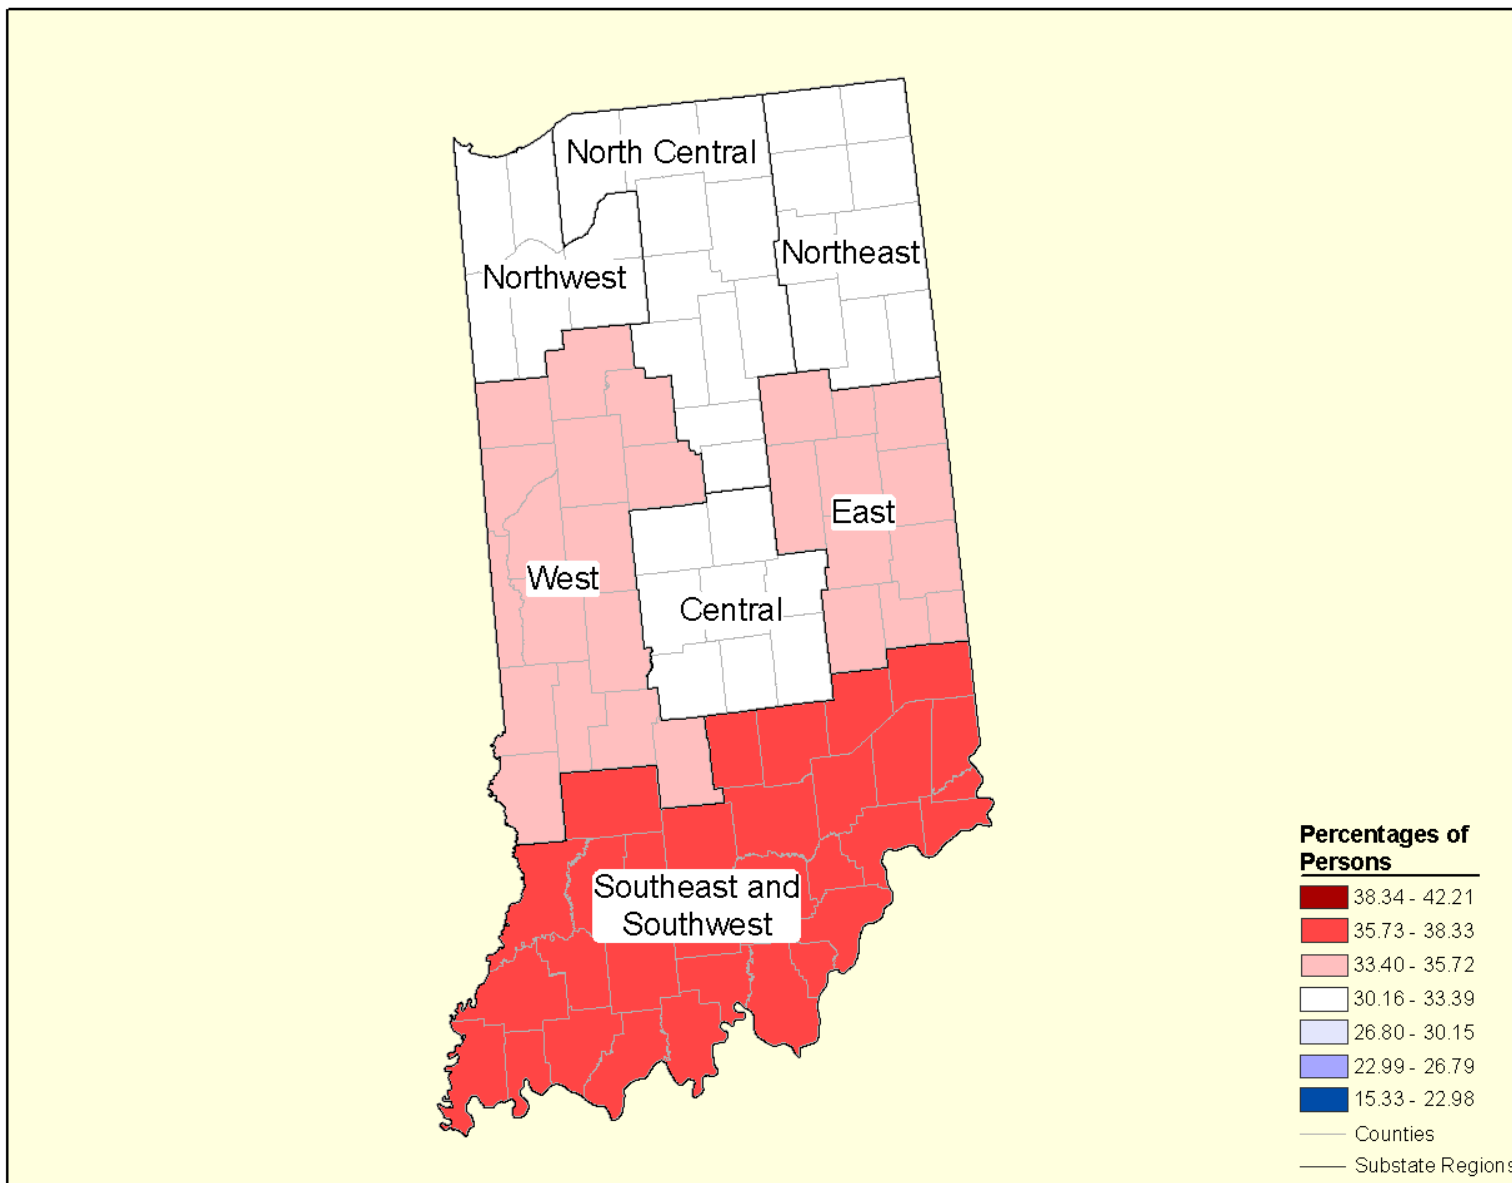 North Central
Northeast
Northwest
East
West
Central
Southeast and
Southwest
Percentages of
Persons
38.34 - 42.21
35.73 - 38.33
33.40 - 35.72
30.16 - 33.39
26.80 - 30.15
22.99 - 26.79
15.33 - 22.98
Counties
Substate Regions